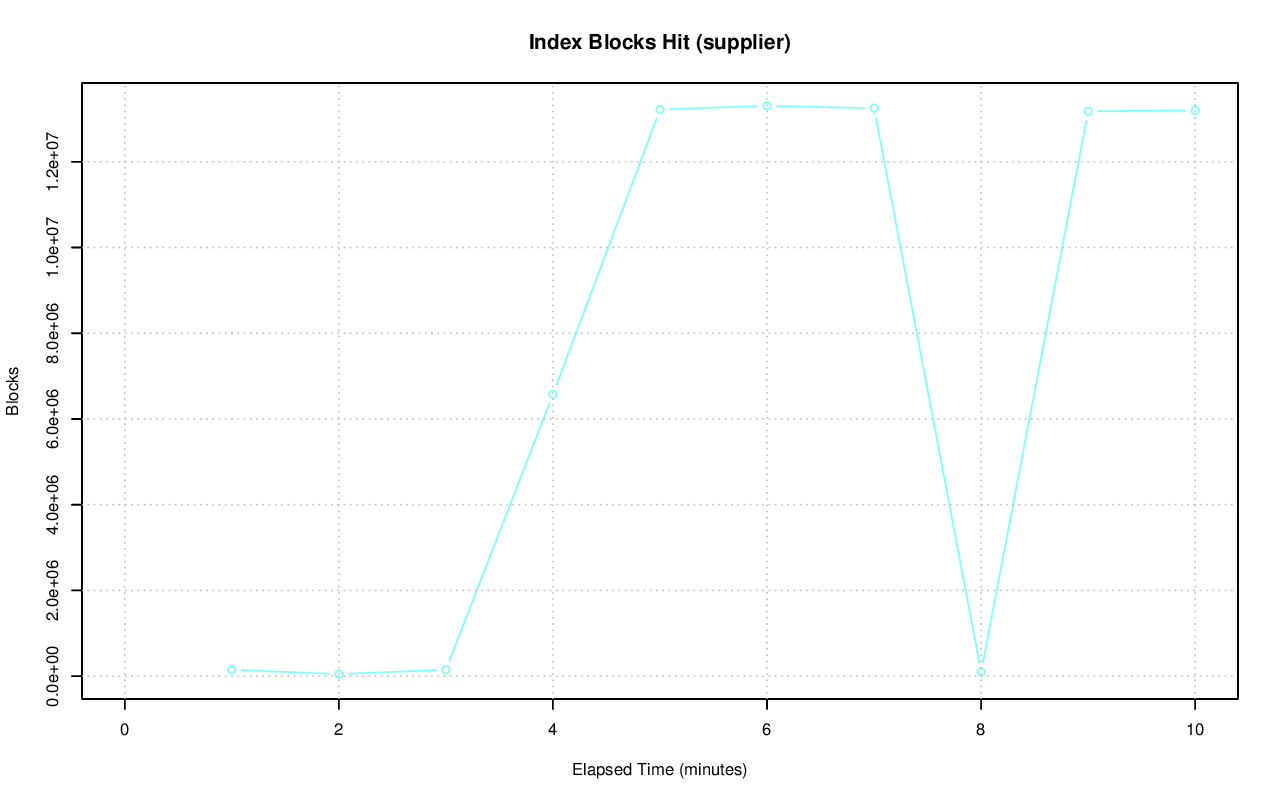 Index Blocks Hit (supplier)
1.2e+07
1.0e+07
8.0e+06
6.0e+06
4.0e+06
2.0e+06
0.0e+00
Blocks
0 2 4 6 8 10
Elapsed Time (minutes)